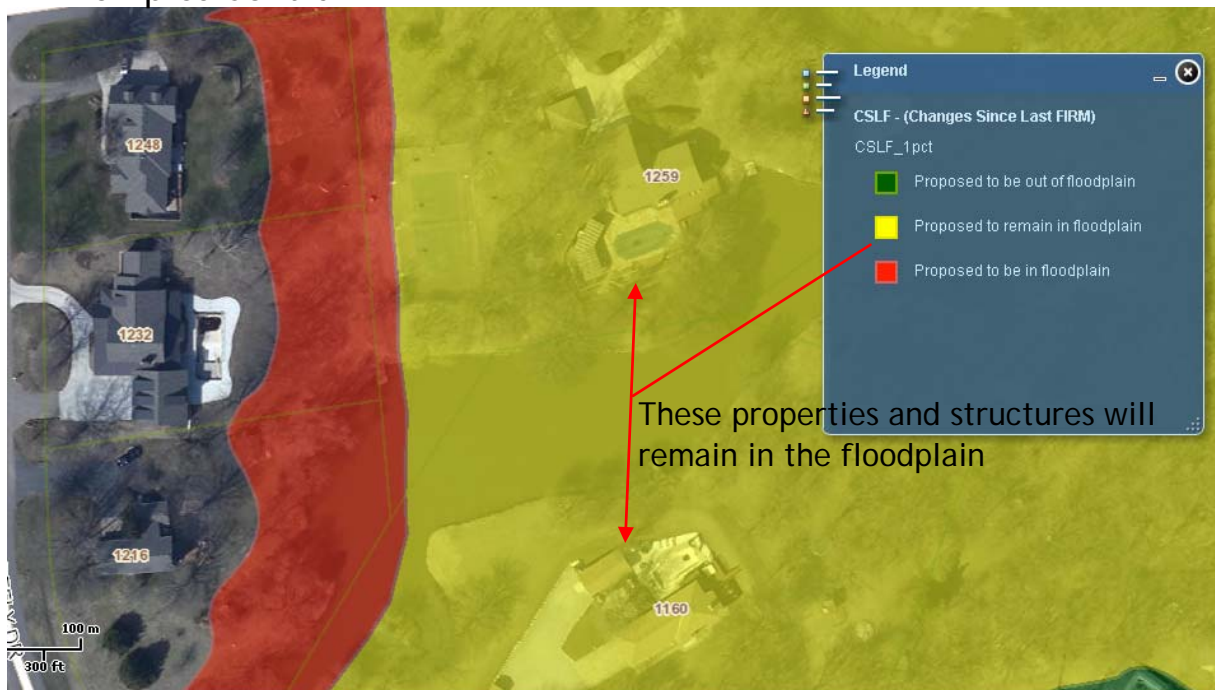 1248
1259
1232
1216
1160
100 m
300 ft
Legend
CSLF - (Changes Since Last FIRM)
CSLF_1pct
Proposed to be out of floodplain
Proposed to remain in floodplain
Proposed to be in floodplain
These properties and structures will
remain in the floodplain